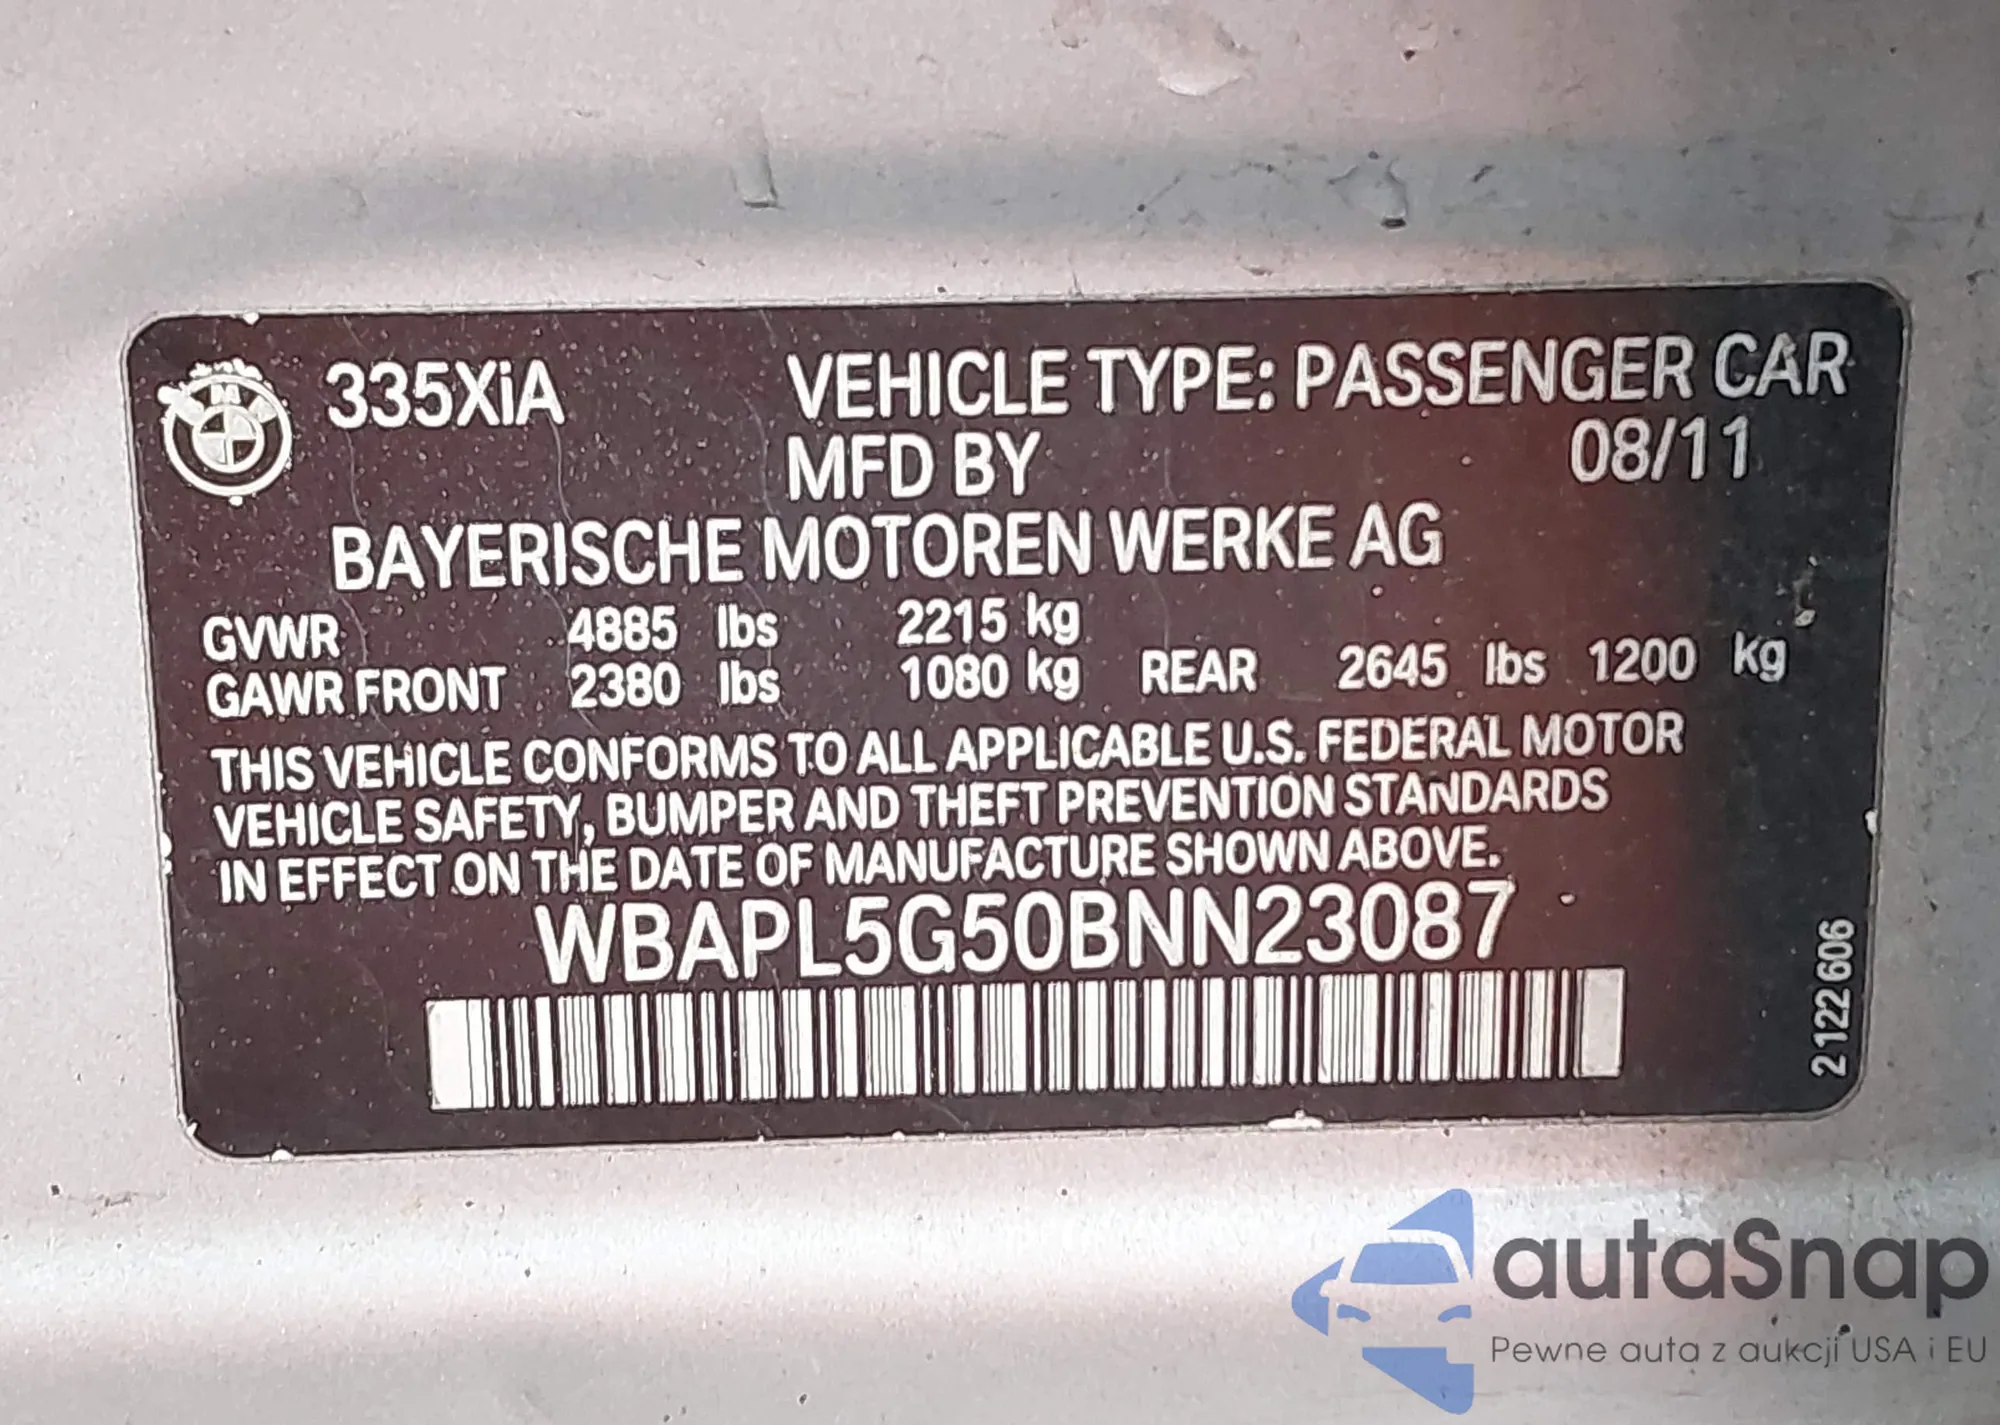 335XiA VEHICLE TYPE: PASSENGER CAR
MFD BY 08/11
BAYERISCHE MOTOREN WERKE AG
GVWR 4885 lbs 2215 kg
GAWR FRONT 2380 lbs 1080 kg REAR 2645 lbs 1200 kg
THIS VEHICLE CONFORMS TO ALL APPLICABLE U.S. FEDERAL MOTOR
VEHICLE SAFETY, BUMPER AND THEFT PREVENTION STANDARDS
IN EFFECT ON THE DATE OF MANUFACTURE SHOWN ABOVE.
WBAPL5G50BNN23087
2122606
autaSnap
Pewne auta z aukcji USA i EU